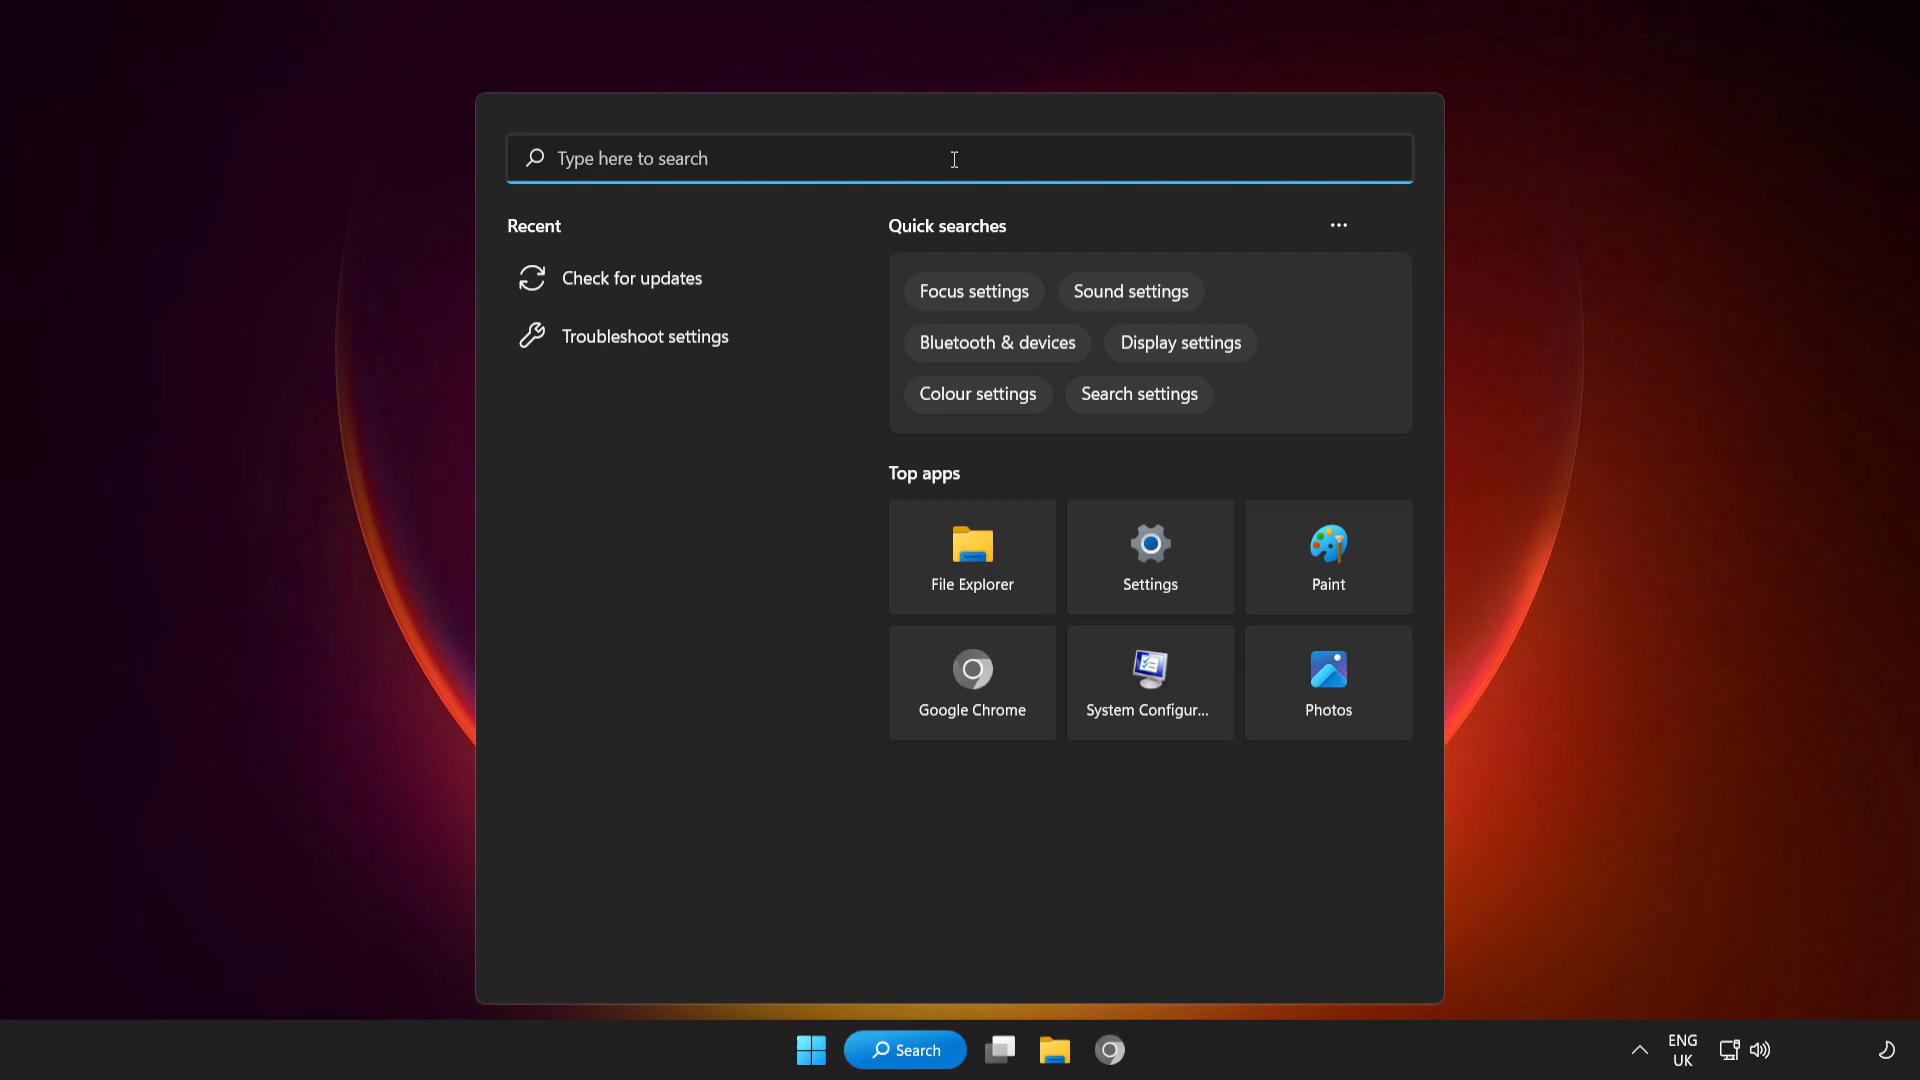 Type here to search
Recent
Check for updates
Troubleshoot settings
Quick searches
Focus settings
Sound settings
Bluetooth & devices
Display settings
Colour settings
Search settings
Top apps
File Explorer
Settings
Paint
Google Chrome
System Configur...
Photos
Search
ENG
UK